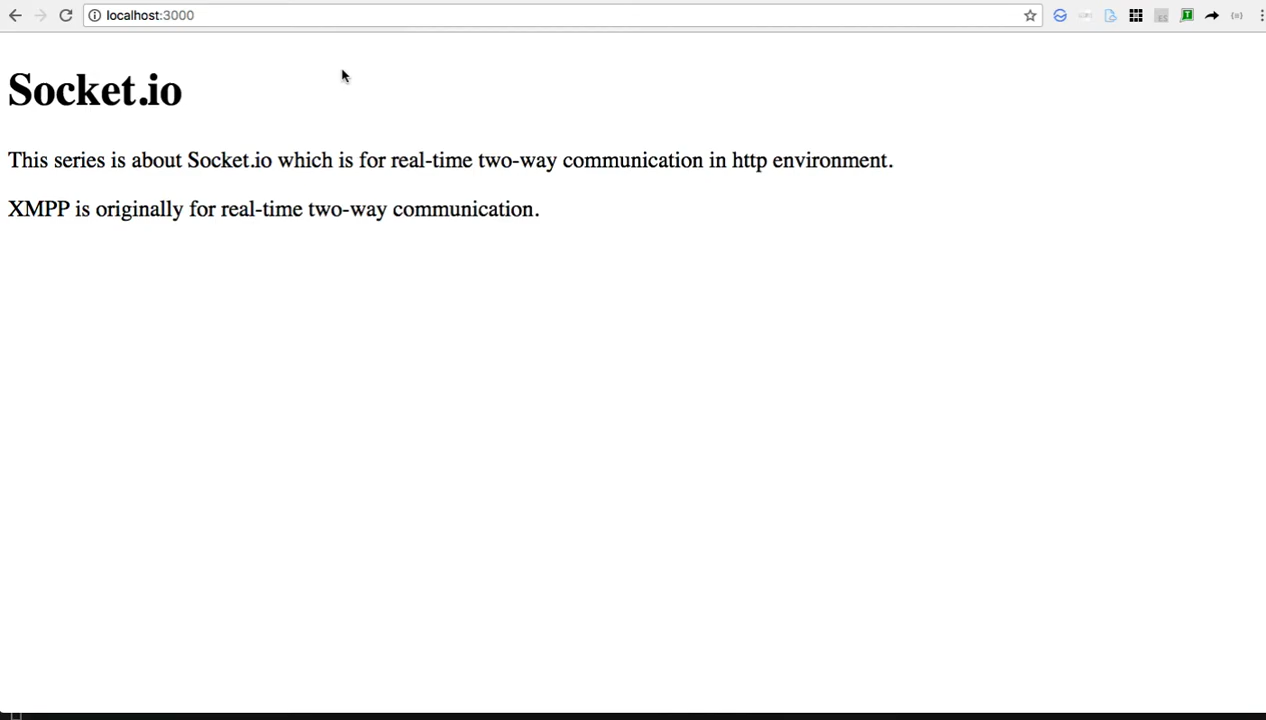 localhost:3000
Socket.io
This series is about Socket.io which is for real-time two-way communication in http environment.
XMPP is originally for real-time two-way communication.